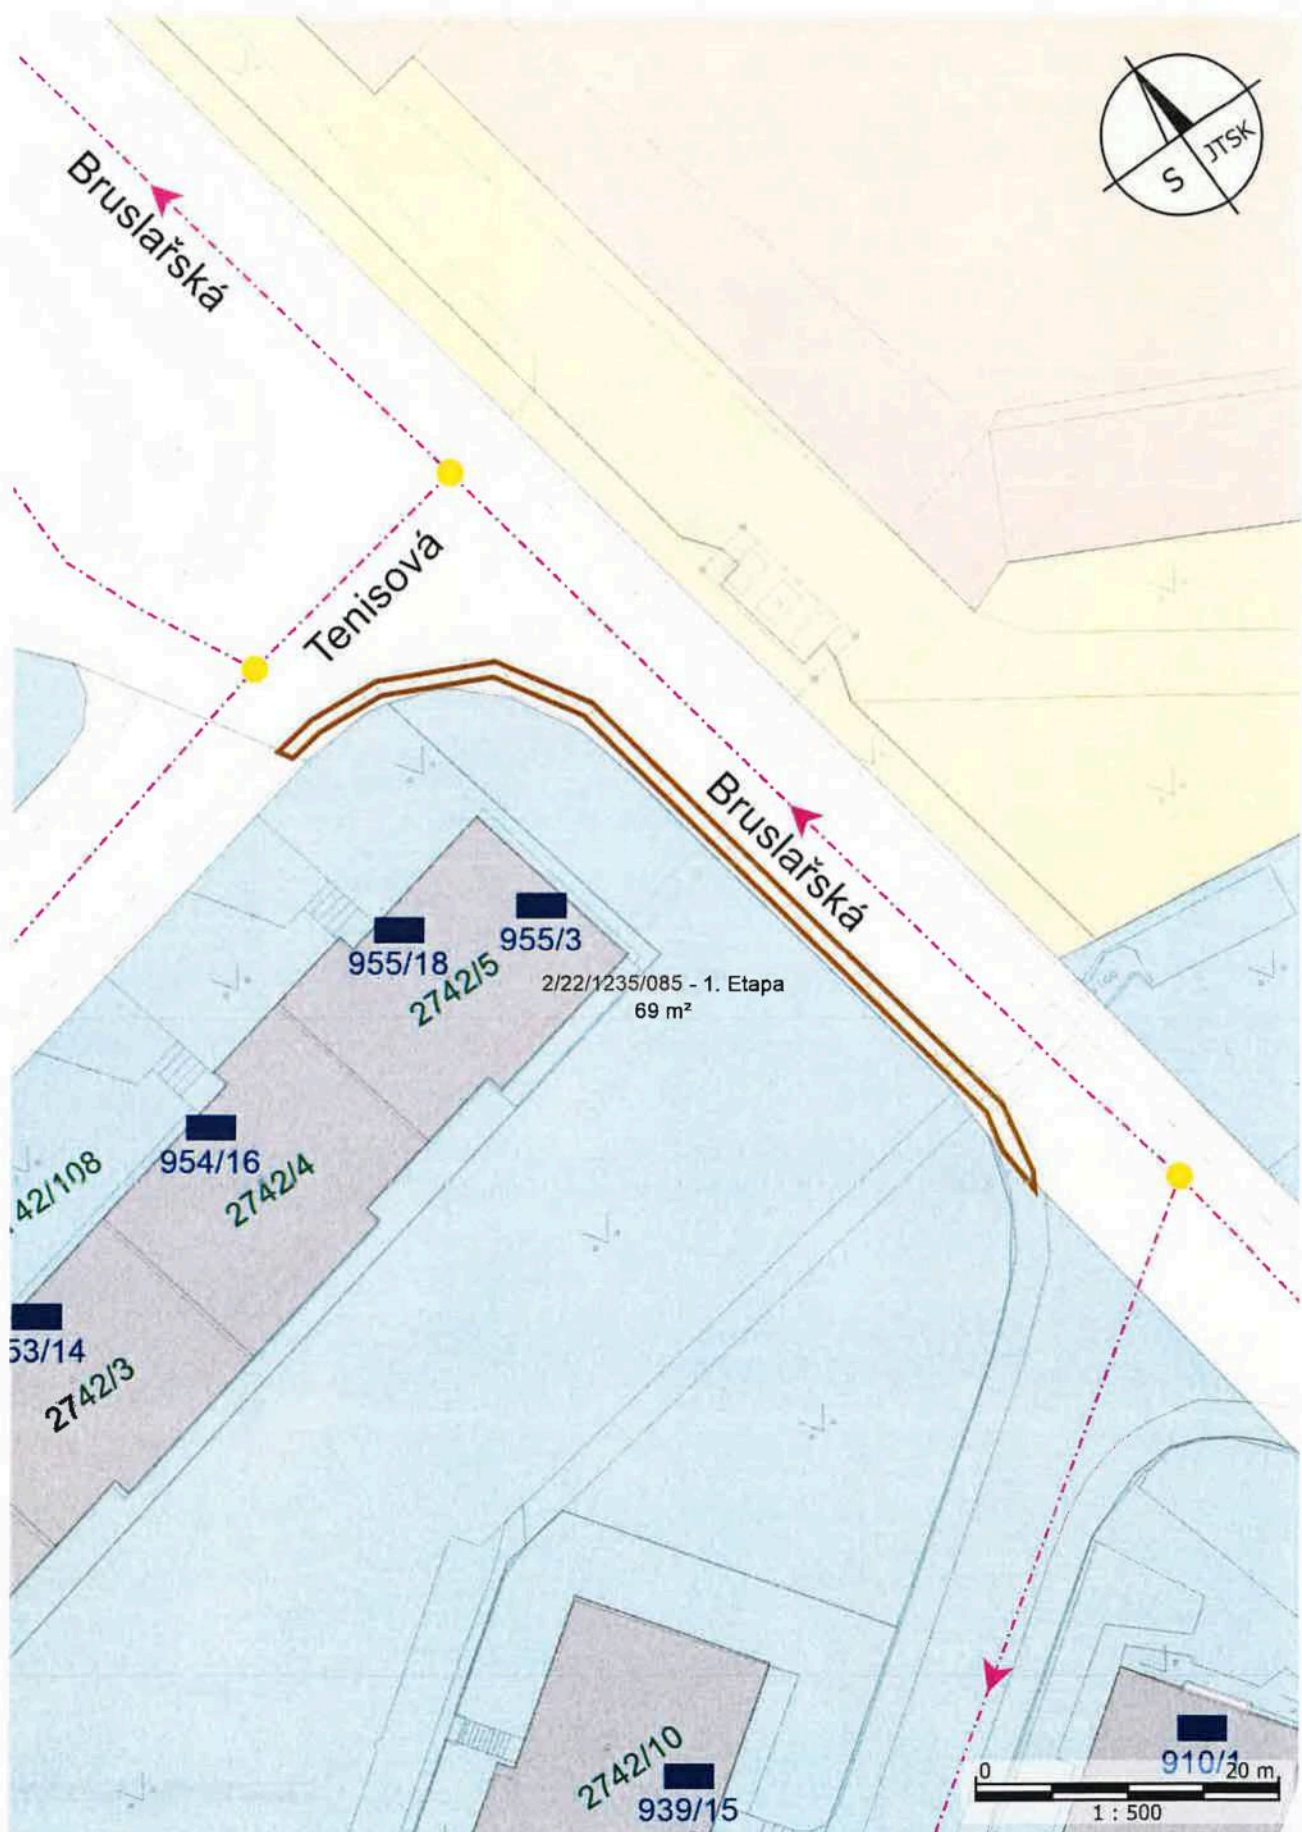 JTSK
S
Bruslařská
Tenisová
Bruslařská
955/3
955/18
2742/5
2/22/1235/085 - 1. Etapa
69 m²
954/16
2742/4
42/108
53/14
2742/3
2742/10
939/15
910/1
0
20 m
1 : 500